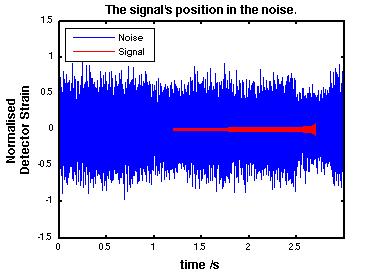 The signal's position in the noise.
Noise
Signal
Normalised
Detector Strain
1.5
1
0.5
0
-0.5
-1
-1.5
0 0.5 1 1.5 2 2.5
time /s